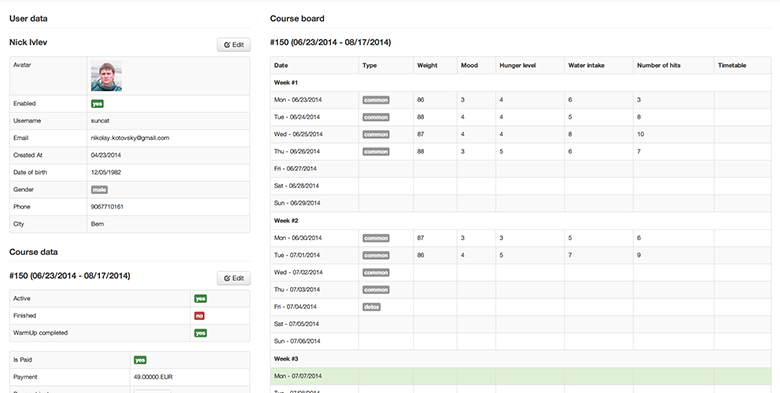 User data
Nick Ivlev
Edit
Avatar
Enabled yes
Username suncat
Email nikolay.kotovsky@gmail.com
Created At 04/23/2014
Date of birth 12/05/1982
Gender male
Phone 9067710161
City Bern
Course data
#150 (06/23/2014 - 08/17/2014)
Edit
Active yes
Finished no
WarmUp completed yes
Is Paid yes
Payment 49.00000 EUR
Course board
#150 (06/23/2014 - 08/17/2014)
Date Type Weight Mood Hunger level Water intake Number of hits Timetable
Week #1
Mon - 06/23/2014 common 86 3 4 6 3
Tue - 06/24/2014 common 88 4 4 5 8
Wed - 06/25/2014 common 87 4 4 8 10
Thu - 06/26/2014 common 88 3 5 6 7
Fri - 06/27/2014
Sat - 06/28/2014
Sun - 06/29/2014
Week #2
Mon - 06/30/2014 common 87 3 3 5 6
Tue - 07/01/2014 common 86 4 5 7 9
Wed - 07/02/2014 common
Thu - 07/03/2014 common
Fri - 07/04/2014 detox
Sat - 07/05/2014
Sun - 07/06/2014
Week #3
Mon - 07/07/2014